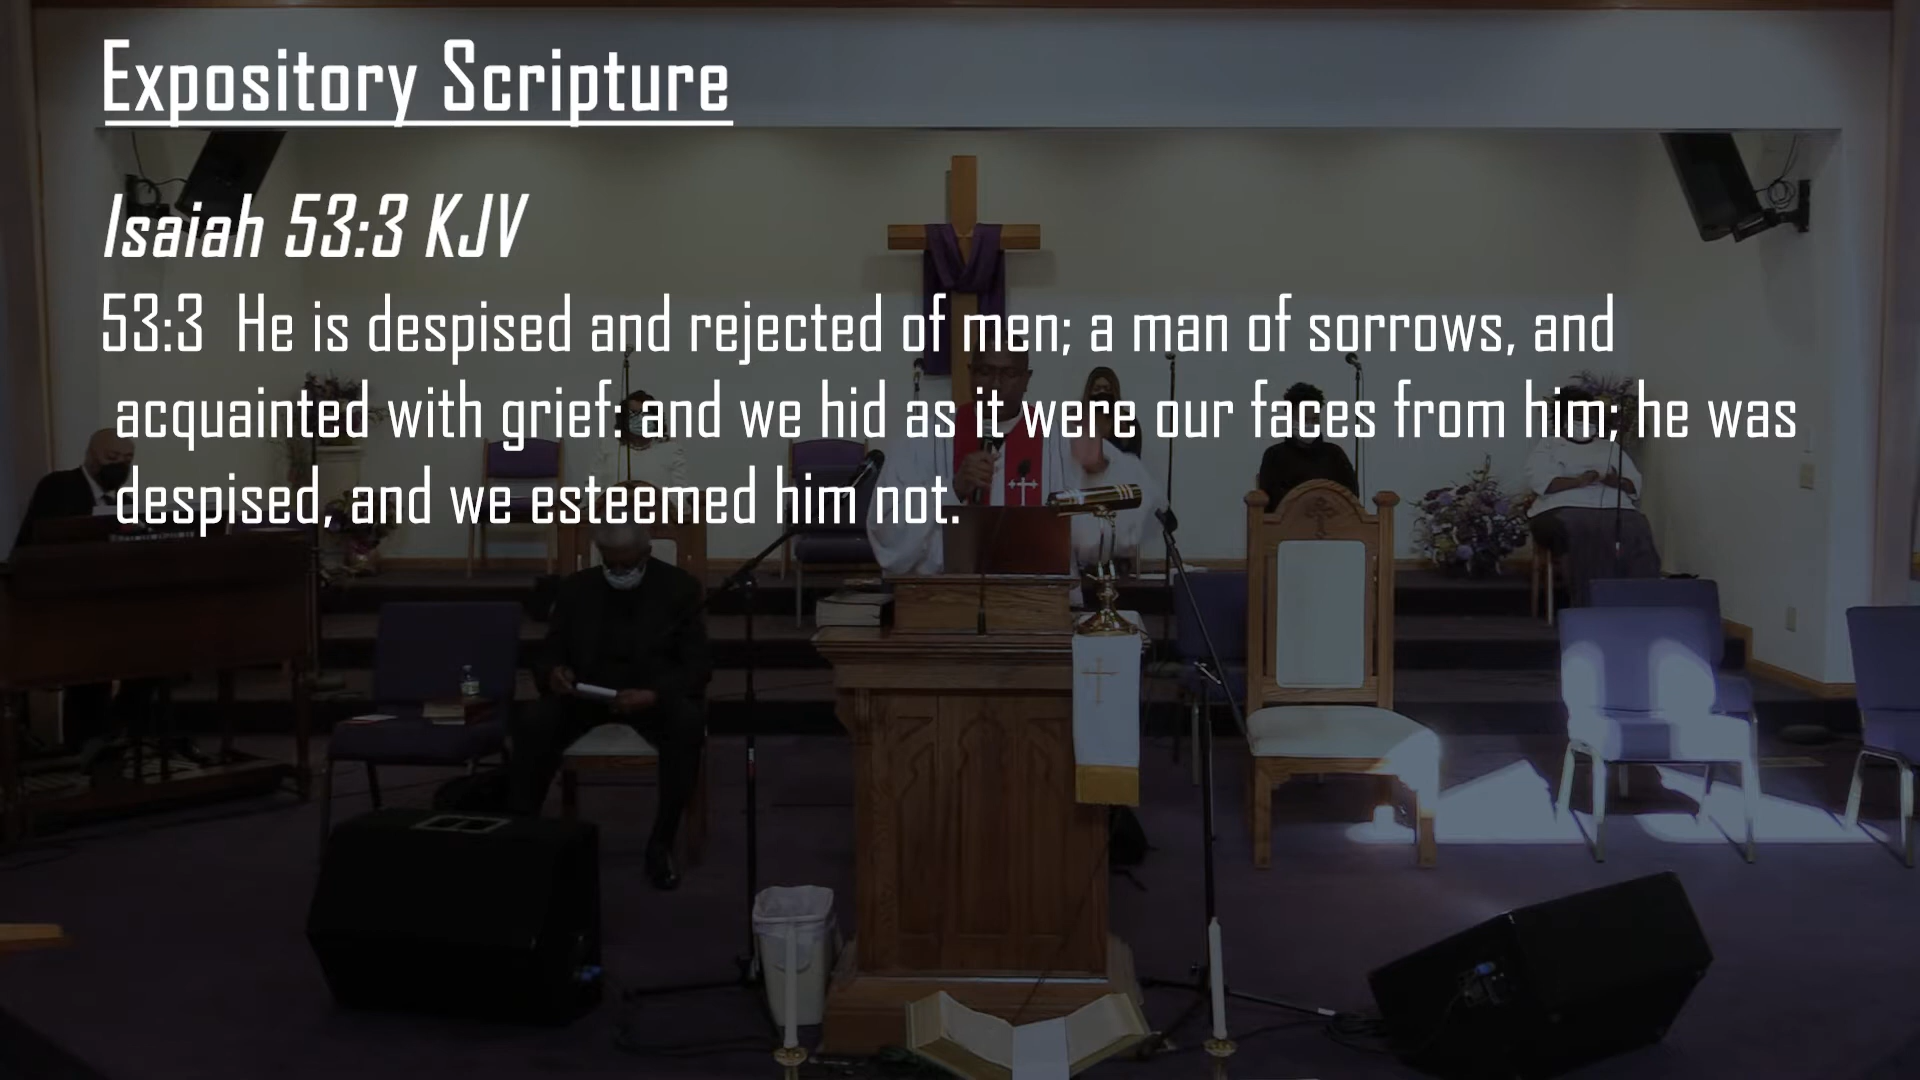 Expository Scripture
Isaiah 53:3 KJV
53:3 He is despised and rejected of men; a man of sorrows, and
acquainted with grief: and we hid as it were our faces from him; he was
despised, and we esteemed him not.